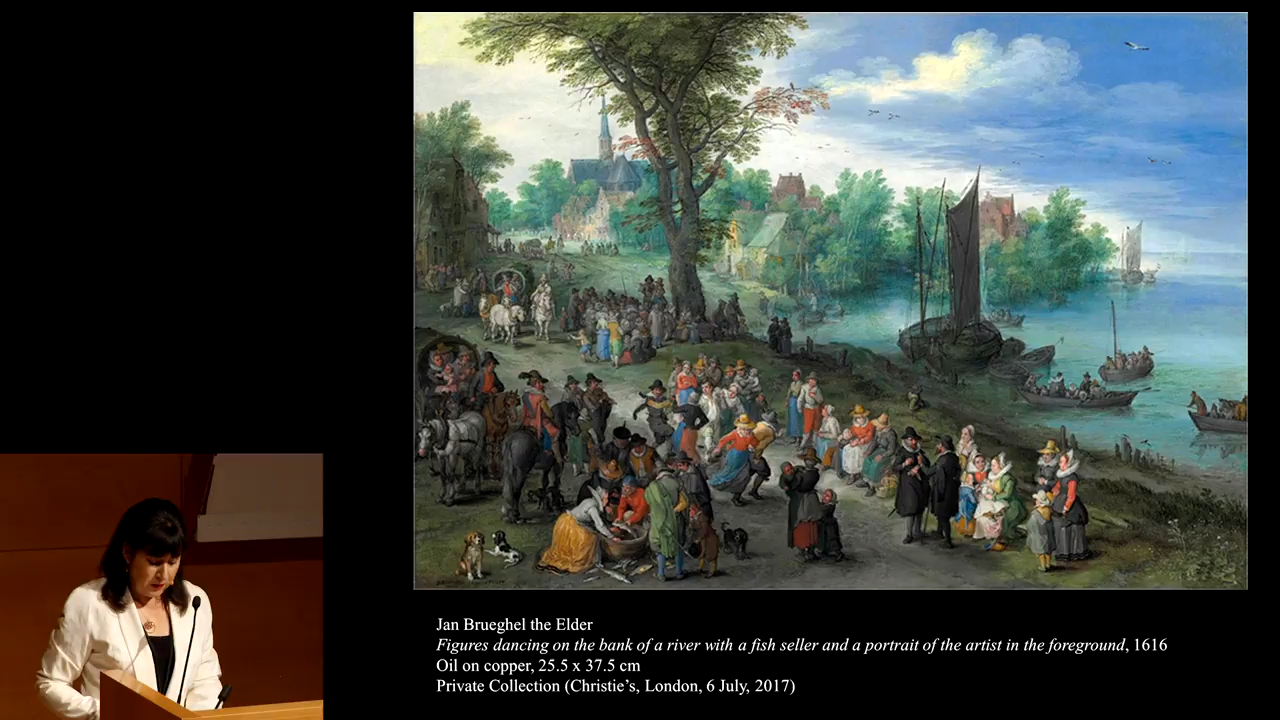 Jan Brueghel the Elder
Figures dancing on the bank of a river with a fish seller and a portrait of the artist in the foreground, 1616
Oil on copper, 25.5 x 37.5 cm
Private Collection (Christie's, London, 6 July, 2017)